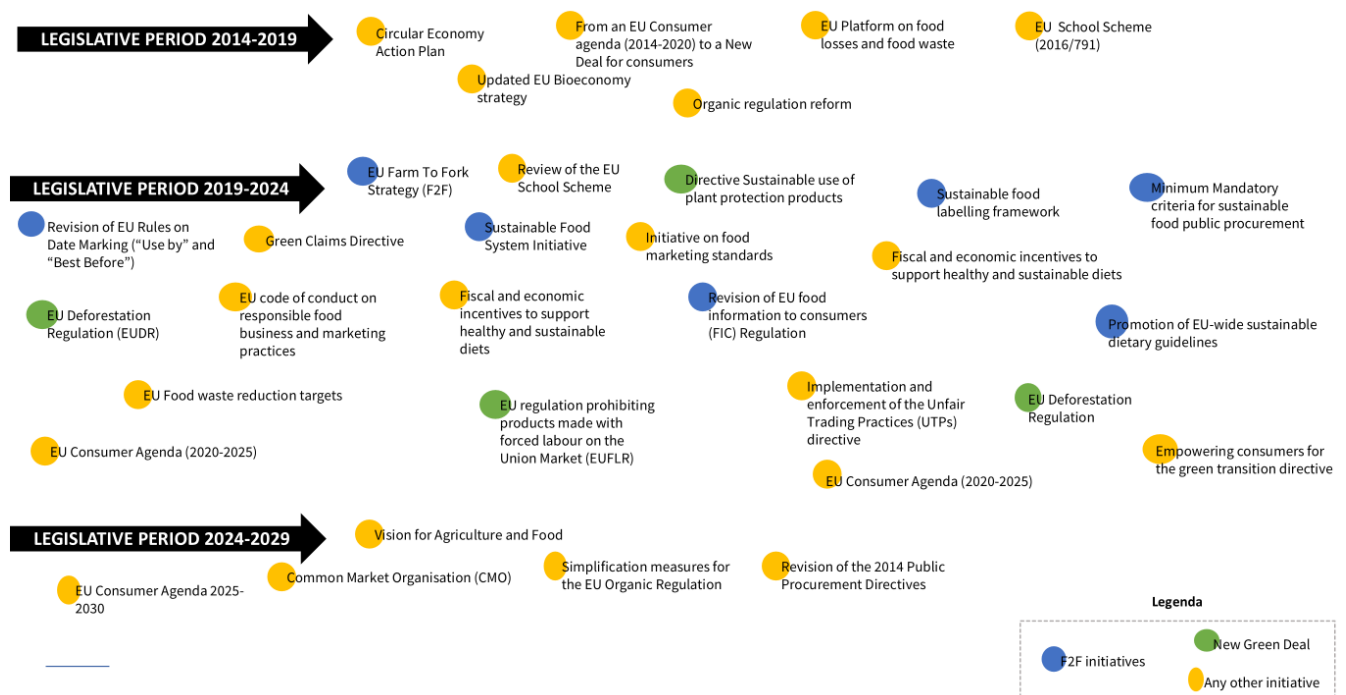 LEGISLATIVE PERIOD 2014-2019
Circular Economy
Action Plan
From an EU Consumer
agenda (2014-2020) to a New
Deal for consumers
EU Platform on food
losses and food waste
EU School Scheme
(2016/791)
Updated EU Bioeconomy
strategy
Organic regulation reform
LEGISLATIVE PERIOD 2019-2024
EU Farm To Fork
Strategy (F2F)
Review of the EU
School Scheme
Directive Sustainable use of
plant protection products
Sustainable food
labelling framework
Minimum Mandatory
criteria for sustainable
food public procurement
Revision of EU Rules on
Date Marking (“Use by” and
“Best Before”)
Green Claims Directive
Sustainable Food
System Initiative
Initiative on food
marketing standards
Fiscal and economic incentives to
support healthy and sustainable diets
EU Deforestation
Regulation (EUDR)
EU code of conduct on
responsible food
business and marketing
practices
Fiscal and economic
incentives to support
healthy and sustainable
diets
Revision of EU food
information to consumers
(FIC) Regulation
Promotion of EU-wide sustainable
dietary guidelines
EU Food waste reduction targets
EU regulation prohibiting
products made with
forced labour on the
Union Market (EUFLR)
Implementation and
enforcement of the Unfair
Trading Practices (UTPs)
directive
EU Deforestation
Regulation
EU Consumer Agenda (2020-2025)
EU Consumer Agenda (2020-2025)
Empowering consumers for
the green transition directive
LEGISLATIVE PERIOD 2024-2029
Vision for Agriculture and Food
EU Consumer Agenda 2025-
2030
Common Market Organisation (CMO)
Simplification measures for
the EU Organic Regulation
Revision of the 2014 Public
Procurement Directives
Legenda
F2F initiatives
New Green Deal
Any other initiative